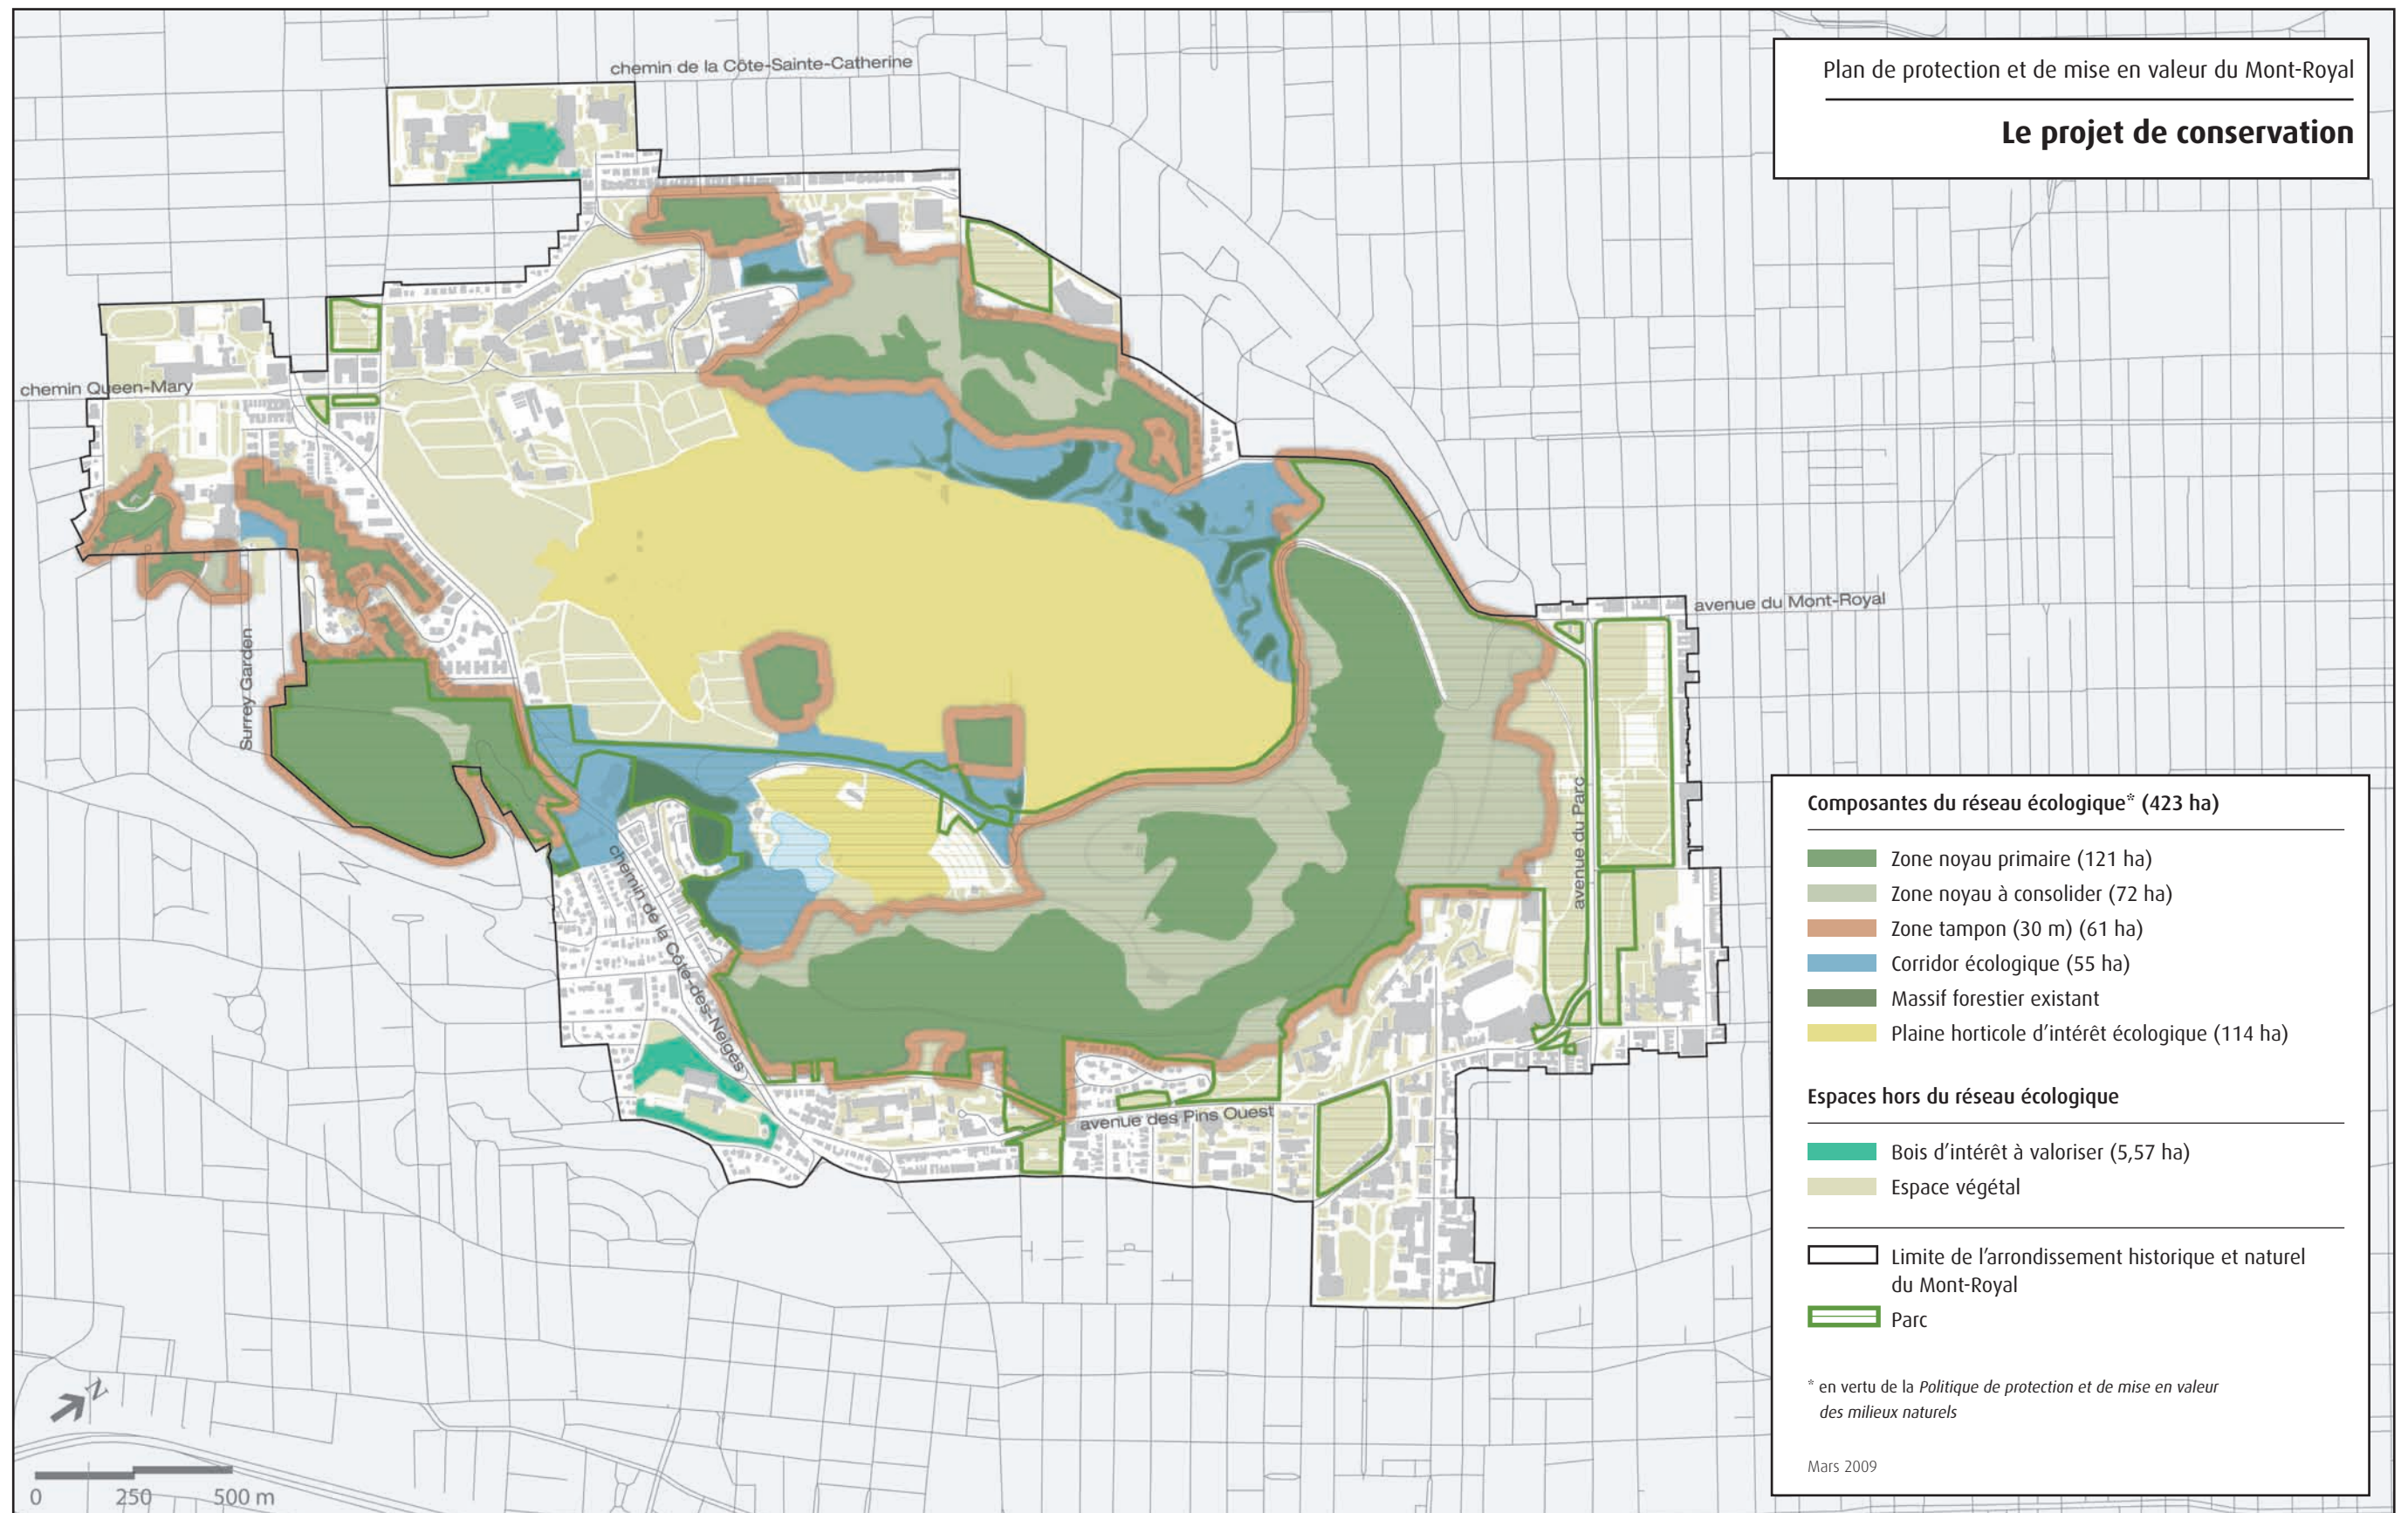 chemin de la Côte-Sainte-Catherine
Plan de protection et de mise en valeur du Mont-Royal
Le projet de conservation
chemin Queen-Mary
Surrey Garden
avenue du Mont-Royal
avenue du Parc
chemin de la Côte-des-Neiges
avenue des Pins Ouest
Composantes du réseau écologique* (423 ha)
Zone noyau primaire (121 ha)
Zone noyau à consolider (72 ha)
Zone tampon (30 m) (61 ha)
Corridor écologique (55 ha)
Massif forestier existant
Plaine horticole d'intérêt écologique (114 ha)
Espaces hors du réseau écologique
Bois d'intérêt à valoriser (5,57 ha)
Espace végétal
Limite de l'arrondissement historique et naturel
du Mont-Royal
Parc
* en vertu de la Politique de protection et de mise en valeur
des milieux naturels
Mars 2009
N
0 250 500 m